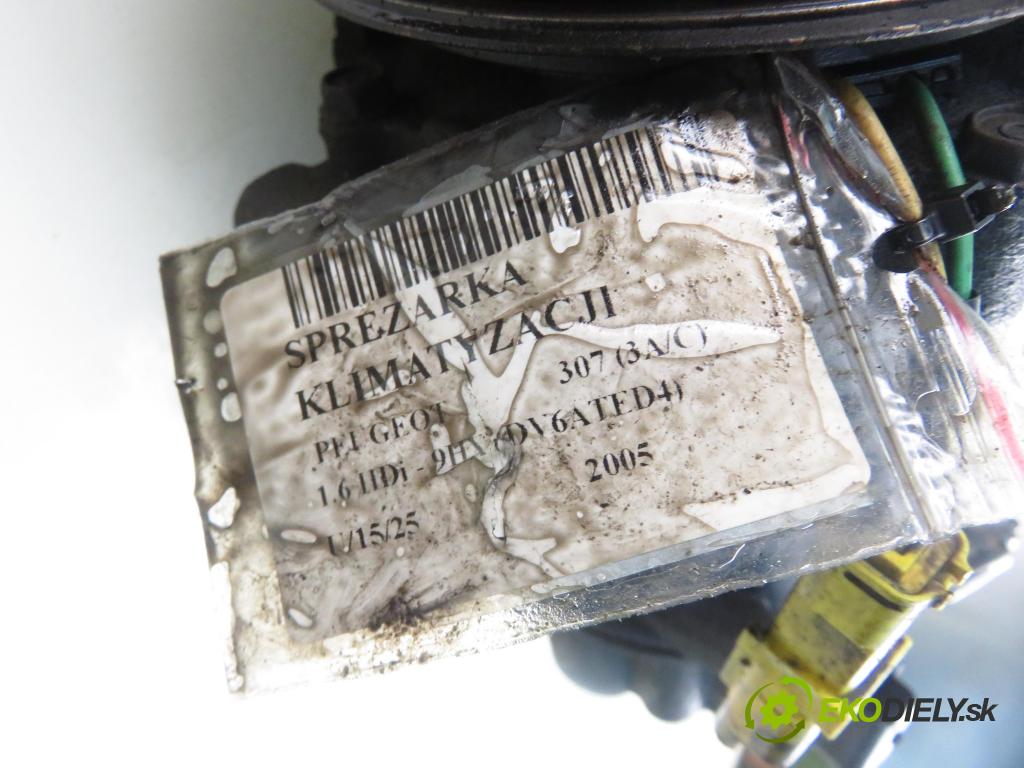 SPREZARKA
KLIMATYZACJI
PEUGEOT 307 (3A/C)
1.6 HDi - 9HX (DV6ATED4)
U/15/25 2005
EKODIELY.sk